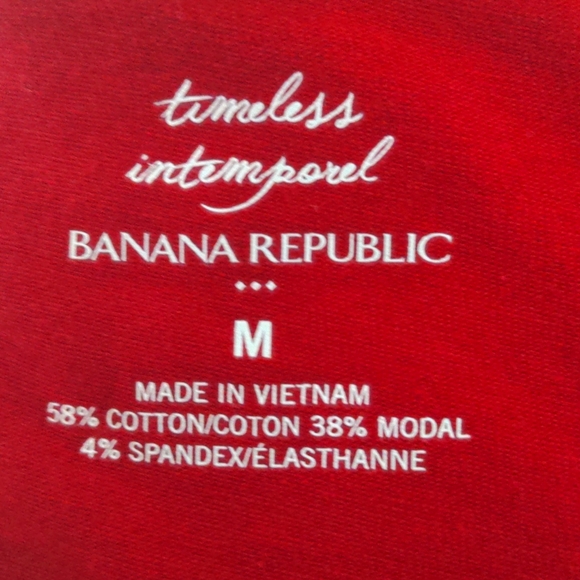 timeless
intemporel
BANANA REPUBLIC
•••
M
MADE IN VIETNAM
58% COTTON/COTON 38% MODAL
4% SPANDEX/ÉLASTHANNE